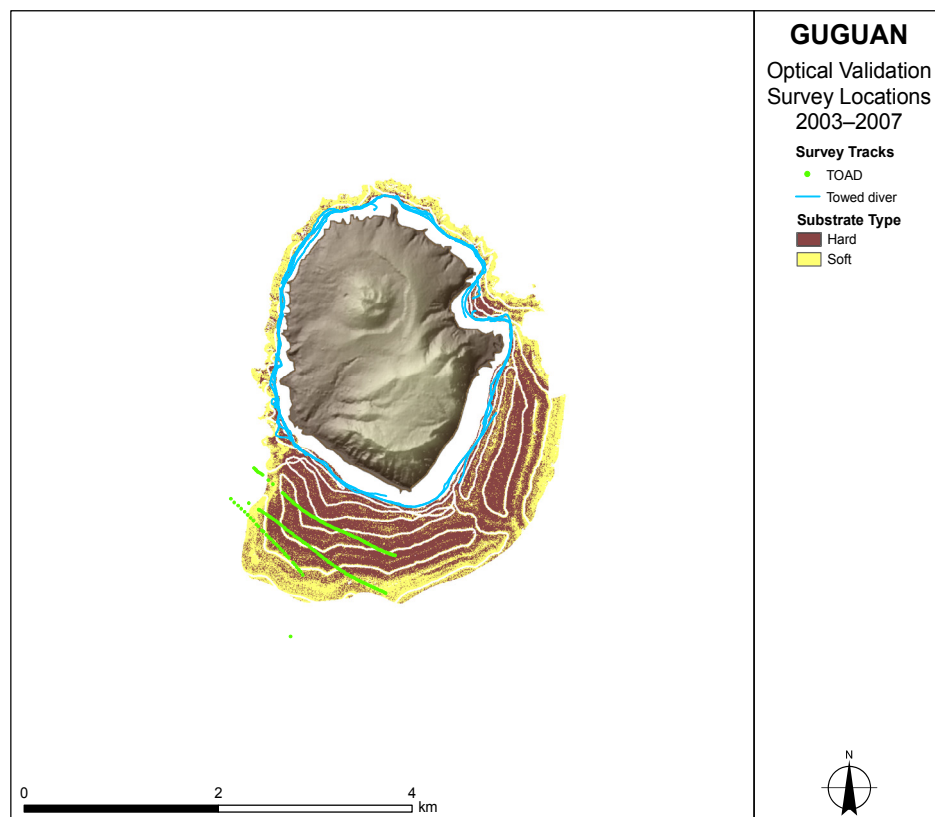 GUGUAN
Optical Validation
Survey Locations
2003–2007
Survey Tracks
TOAD
Towed diver
Substrate Type
Hard
Soft
N
0 2 4
km